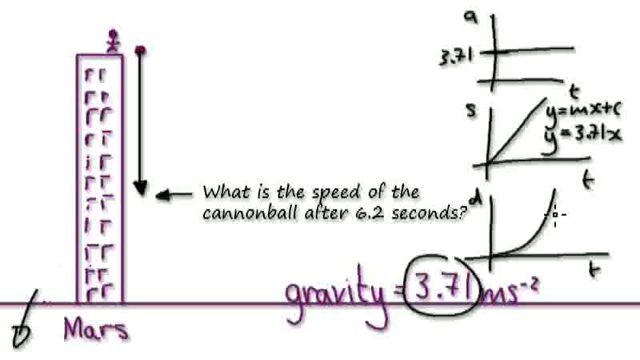 a
3.71
t
s
y=mx+c
y=3.71x
t
What is the speed of the
cannonball after 6.2 seconds?
d
t
gravity = 3.71 ms⁻²
Mars